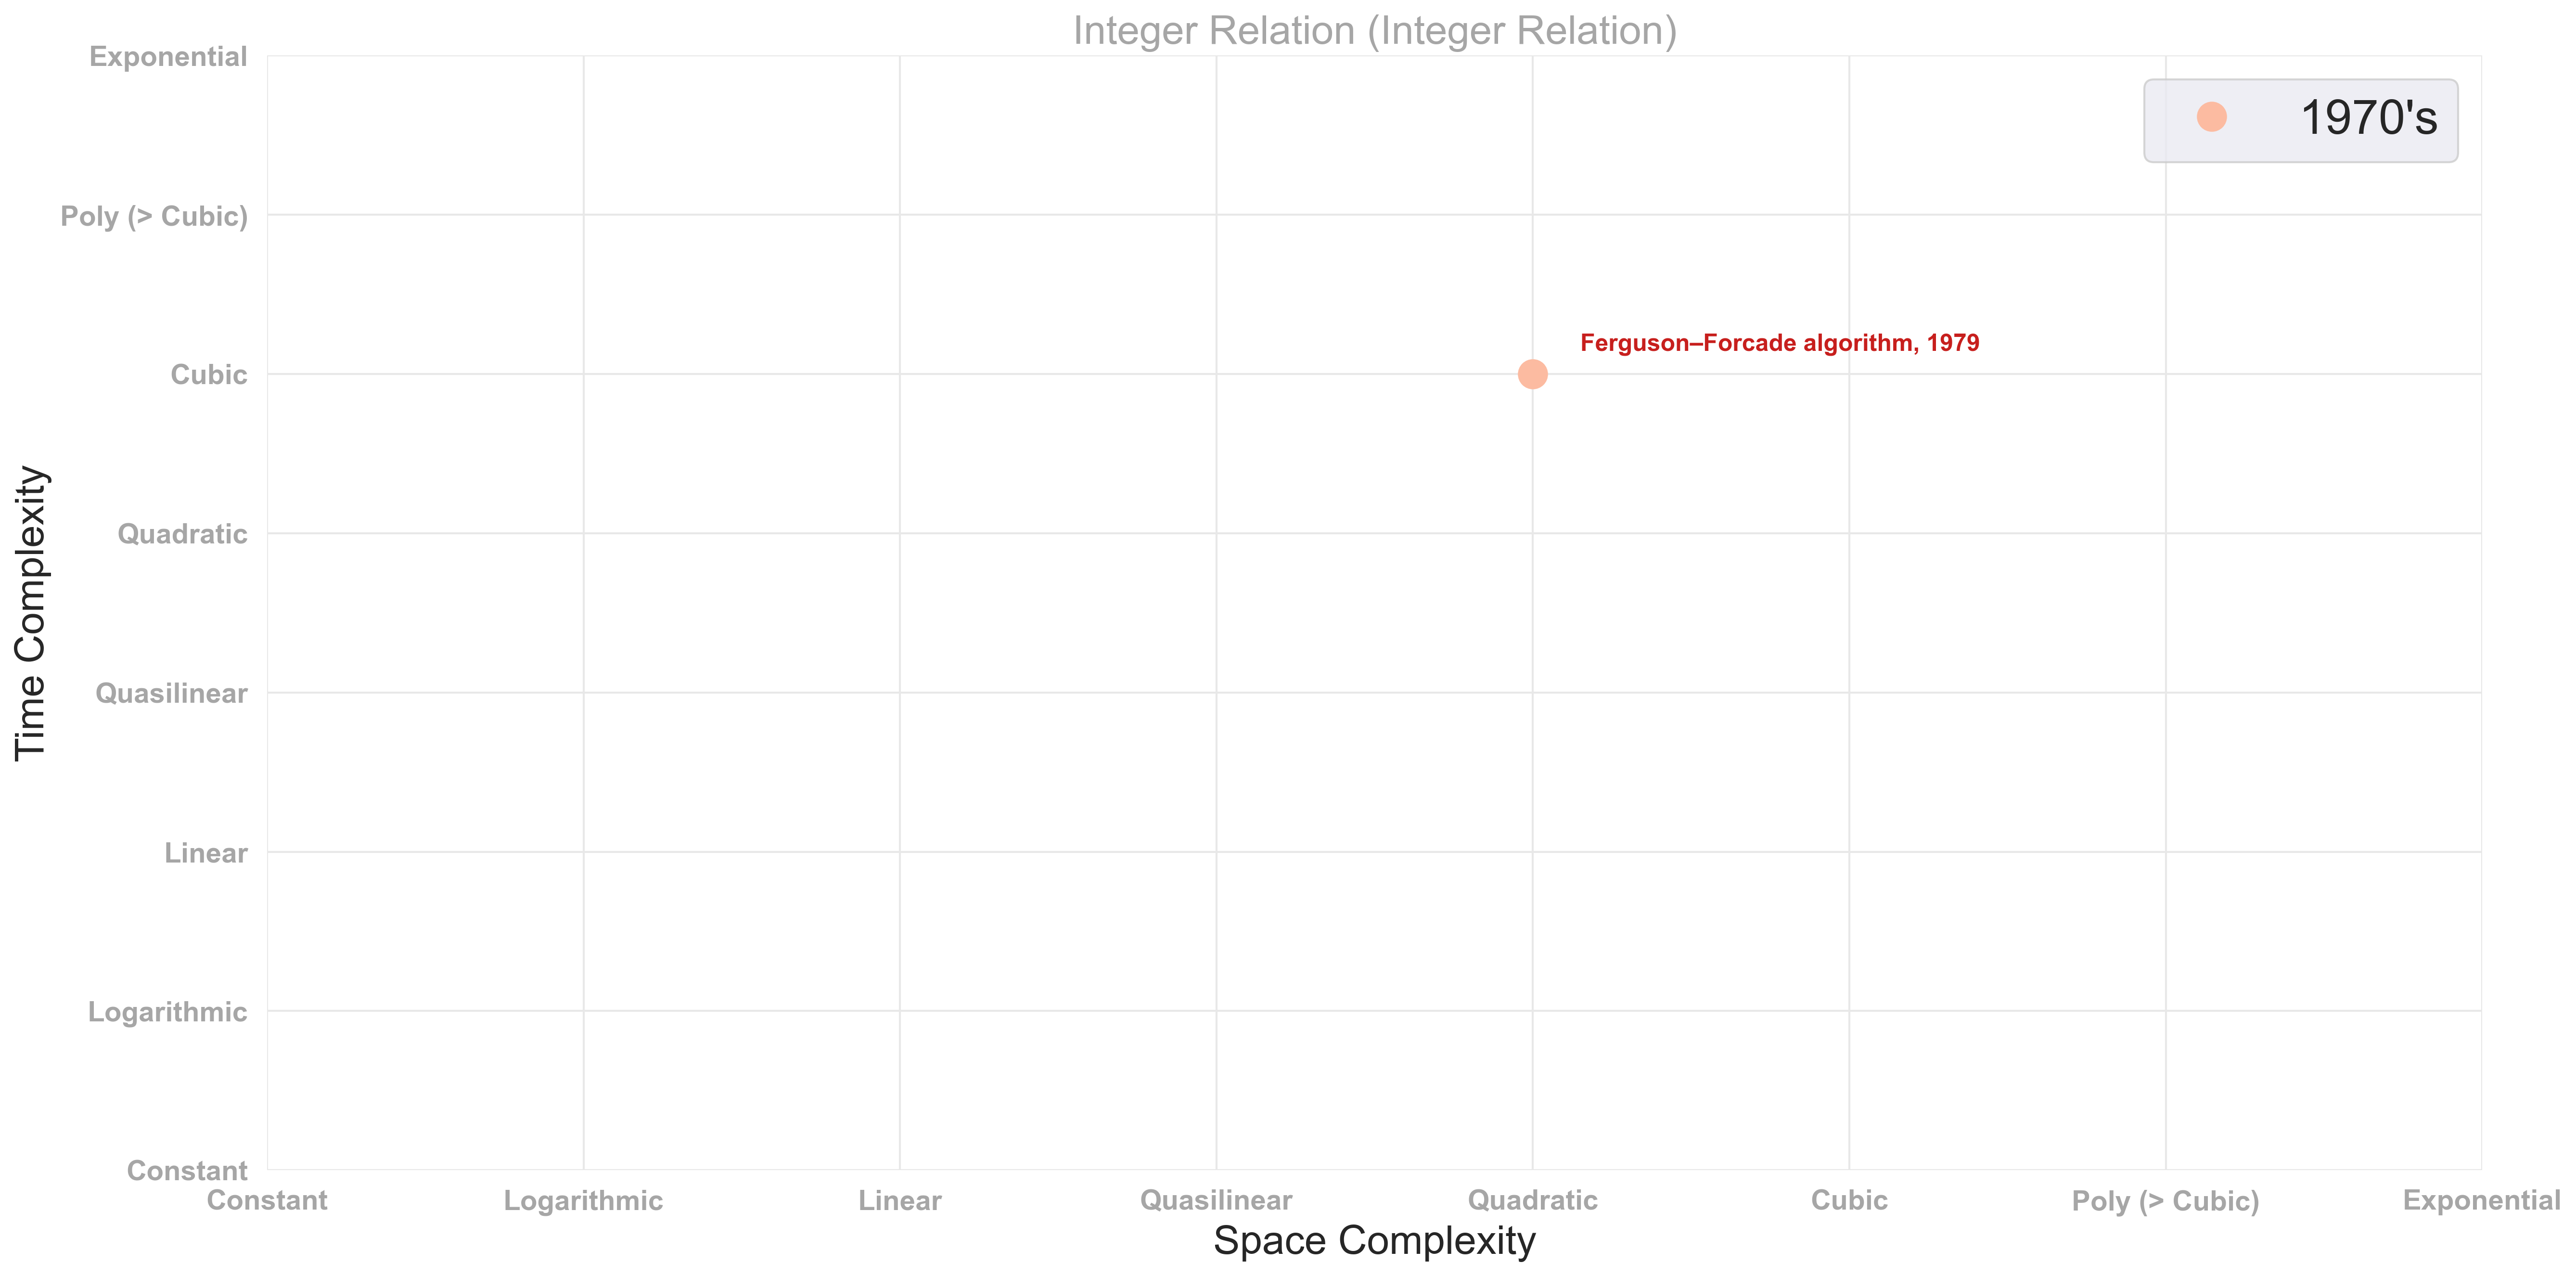 Integer Relation (Integer Relation)
Exponential
1970's
Poly (> Cubic)
Ferguson–Forcade algorithm, 1979
Cubic
Quadratic
Time Complexity
Quasilinear
Linear
Logarithmic
Constant
Constant
Logarithmic
Linear
Quasilinear
Quadratic
Cubic
Poly (> Cubic)
Exponential
Space Complexity